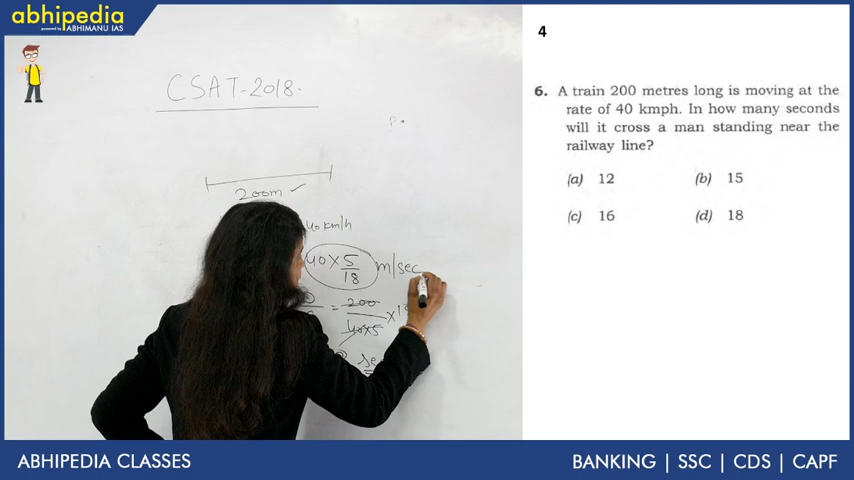 abhipedia
powered by ABHIMANU IAS
CSAT-2018.
P.
200m
40 km/h
40 × 5/18 m/sec
= 200/40×5 ×
4
6. A train 200 metres long is moving at the
rate of 40 kmph. In how many seconds
will it cross a man standing near the
railway line?
(a) 12 (b) 15
(c) 16 (d) 18
ABHIPEDIA CLASSES
BANKING | SSC | CDS | CAPF